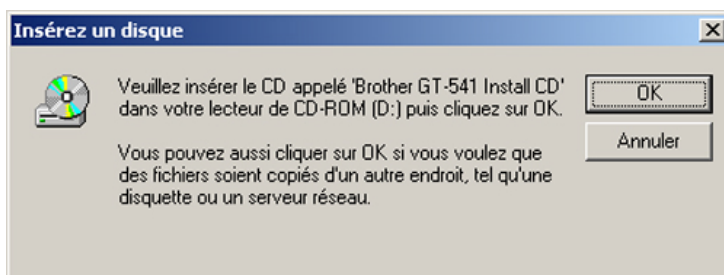 Insérez un disque
Veuillez insérer le CD appelé 'Brother GT-541 Install CD'
dans votre lecteur de CD-ROM (D:) puis cliquez sur OK.
OK
Annuler
Vous pouvez aussi cliquer sur OK si vous voulez que
des fichiers soient copiés d'un autre endroit, tel qu'une
disquette ou un serveur réseau.